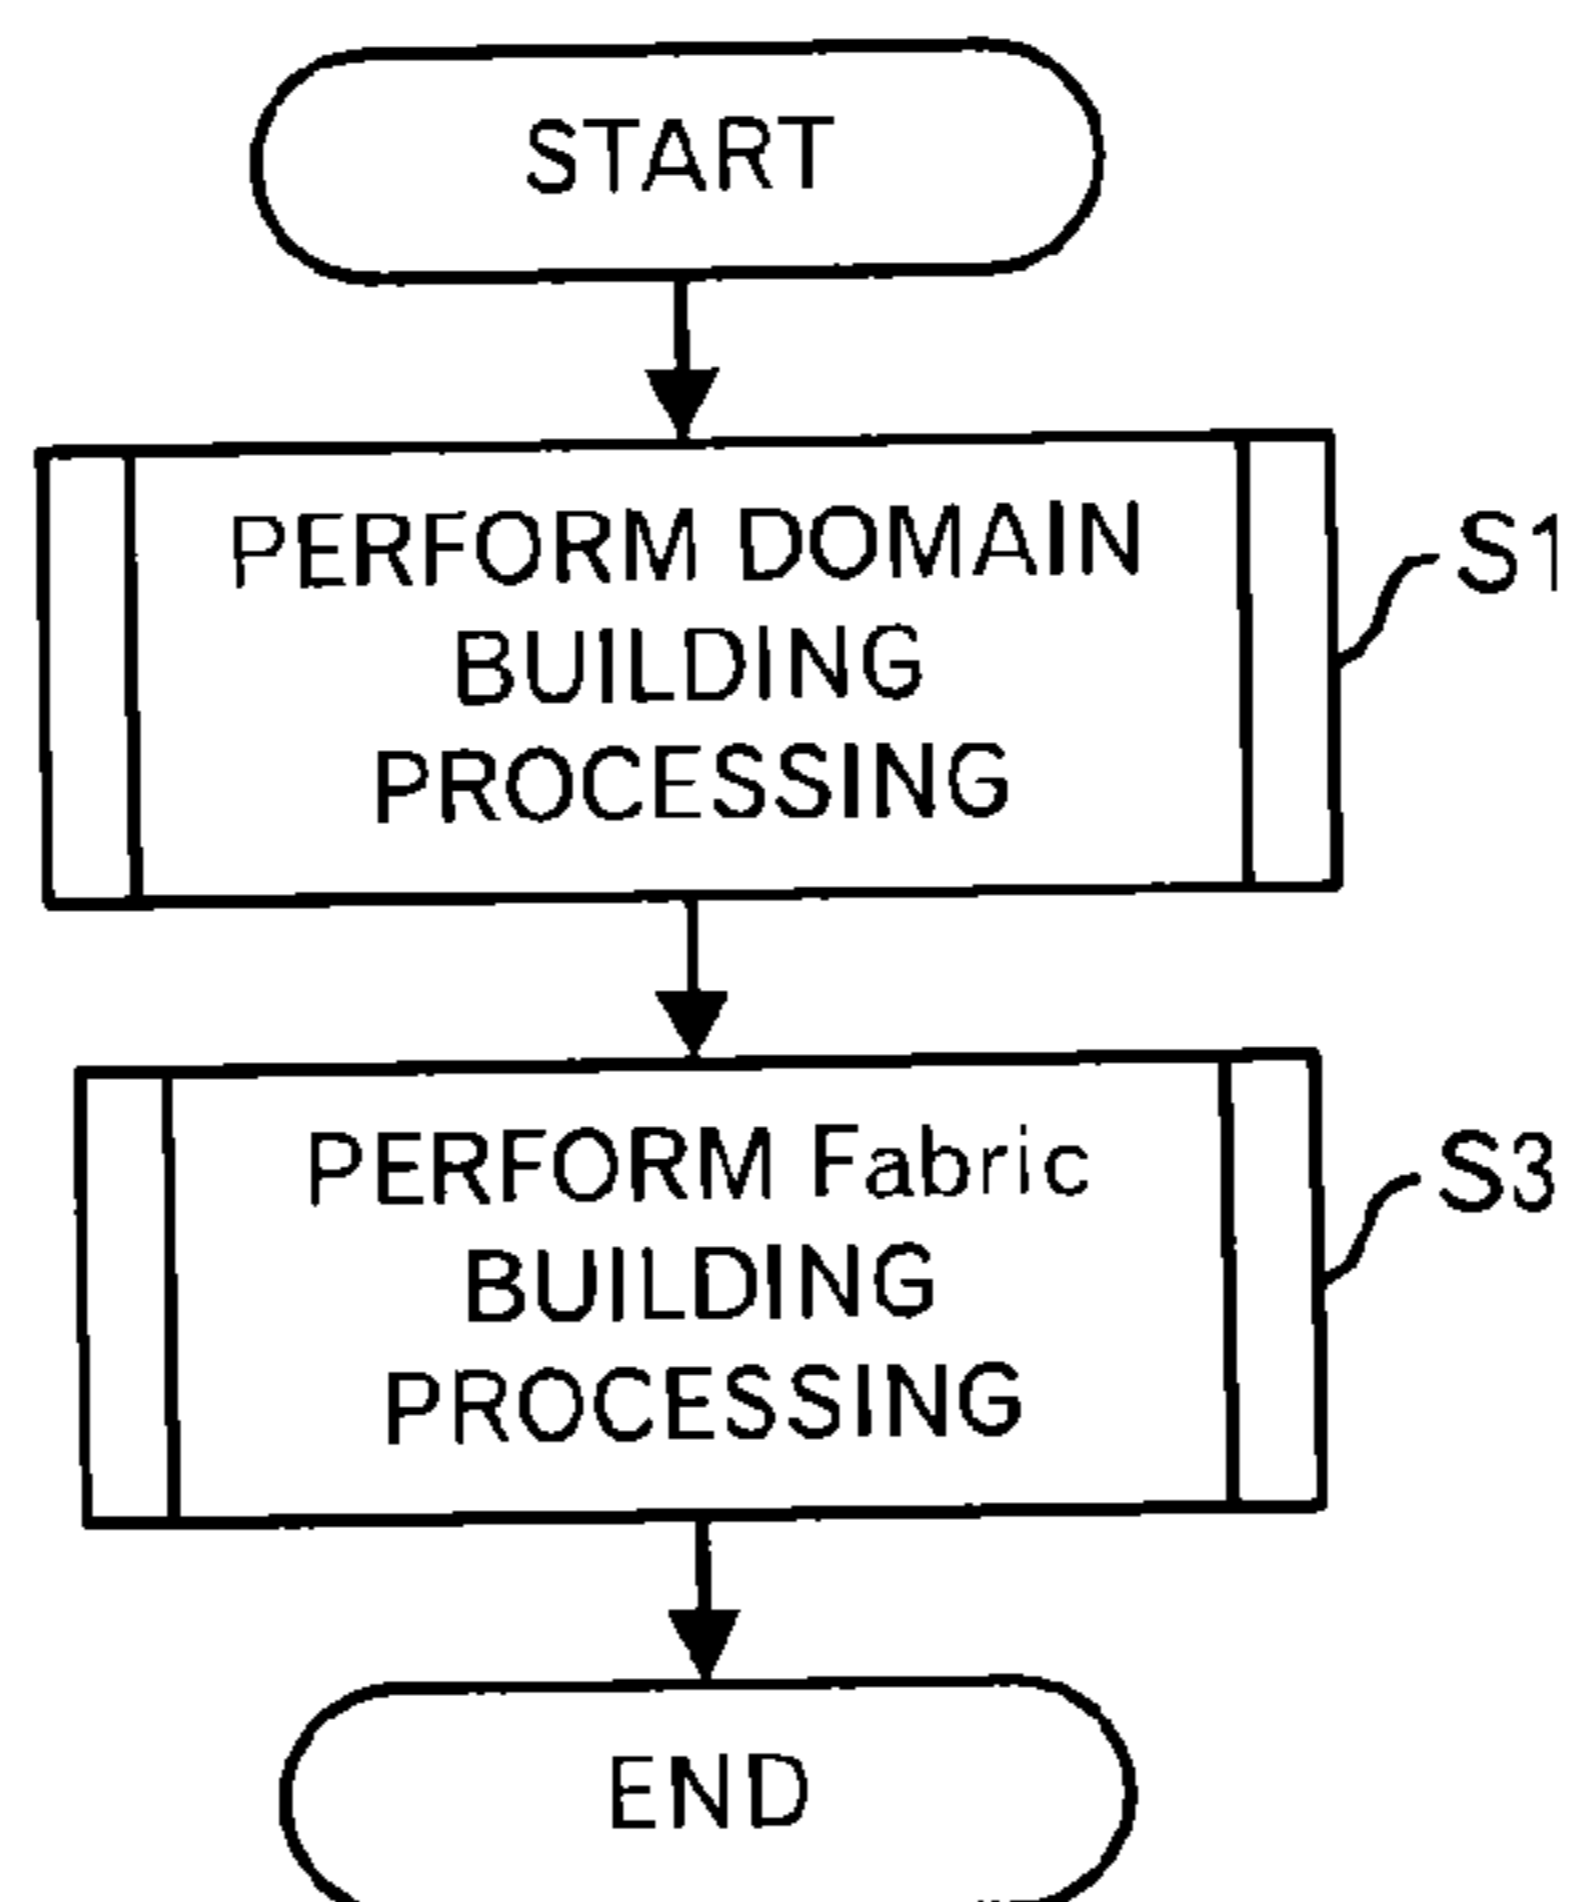 START
PERFORM DOMAIN
BUILDING
PROCESSING
S1
PERFORM Fabric
BUILDING
PROCESSING
S3
END